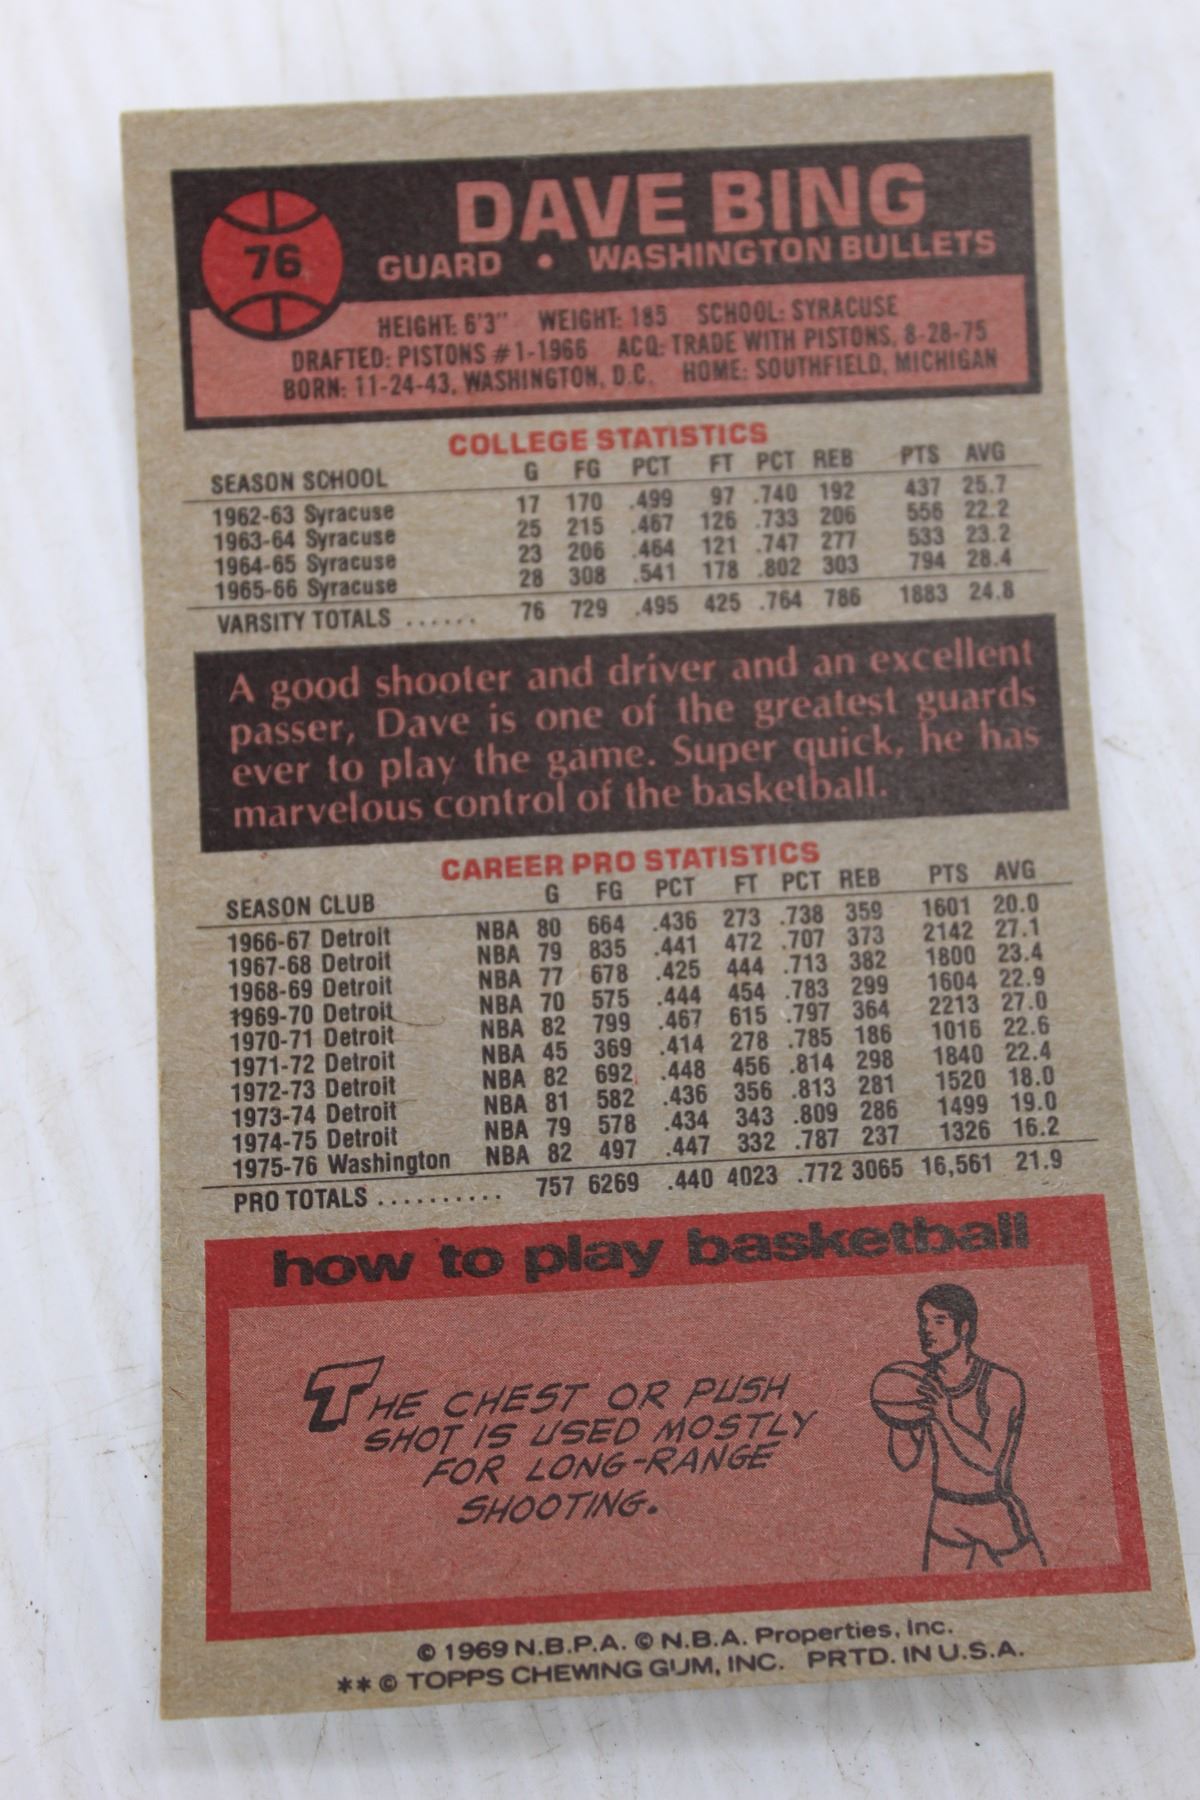 76
DAVE BING
GUARD • WASHINGTON BULLETS
HEIGHT: 6'3" WEIGHT: 185 SCHOOL: SYRACUSE
DRAFTED: PISTONS #1-1966 ACQ: TRADE WITH PISTONS, 8-28-75
BORN: 11-24-43, WASHINGTON, D.C. HOME: SOUTHFIELD, MICHIGAN
COLLEGE STATISTICS
SEASON SCHOOL G FG PCT FT PCT REB PTS AVG
1962-63 Syracuse 17 170 .499 97 .740 192 437 25.7
1963-64 Syracuse 25 215 .467 126 .733 206 556 22.2
1964-65 Syracuse 23 206 .464 121 .747 277 533 23.2
1965-66 Syracuse 28 308 .541 178 .802 303 794 28.4
VARSITY TOTALS ...... 76 729 .495 425 .764 786 1883 24.8
A good shooter and driver and an excellent
passer, Dave is one of the greatest guards
ever to play the game. Super quick, he has
marvelous control of the basketball.
CAREER PRO STATISTICS
SEASON CLUB G FG PCT FT PCT REB PTS AVG
1966-67 Detroit NBA 80 664 .436 273 .738 359 1601 20.0
1967-68 Detroit NBA 79 835 .441 472 .707 373 2142 27.1
1968-69 Detroit NBA 77 678 .425 444 .713 382 1800 23.4
1969-70 Detroit NBA 70 575 .444 454 .783 299 1604 22.9
1970-71 Detroit NBA 82 799 .467 615 .797 364 2213 27.0
1971-72 Detroit NBA 45 369 .414 278 .785 186 1016 22.6
1972-73 Detroit NBA 82 692 .448 456 .814 298 1840 22.4
1973-74 Detroit NBA 81 582 .436 356 .813 281 1520 18.0
1974-75 Detroit NBA 79 578 .434 343 .809 286 1499 19.0
1975-76 Washington NBA 82 497 .447 332 .787 237 1326 16.2
PRO TOTALS .......... 757 6269 .440 4023 .772 3065 16,561 21.9
how to play basketball
THE CHEST OR PUSH
SHOT IS USED MOSTLY
FOR LONG-RANGE
SHOOTING.
© 1969 N.B.P.A. © N.B.A. Properties, Inc.
** © TOPPS CHEWING GUM, INC. PRTD. IN U.S.A.